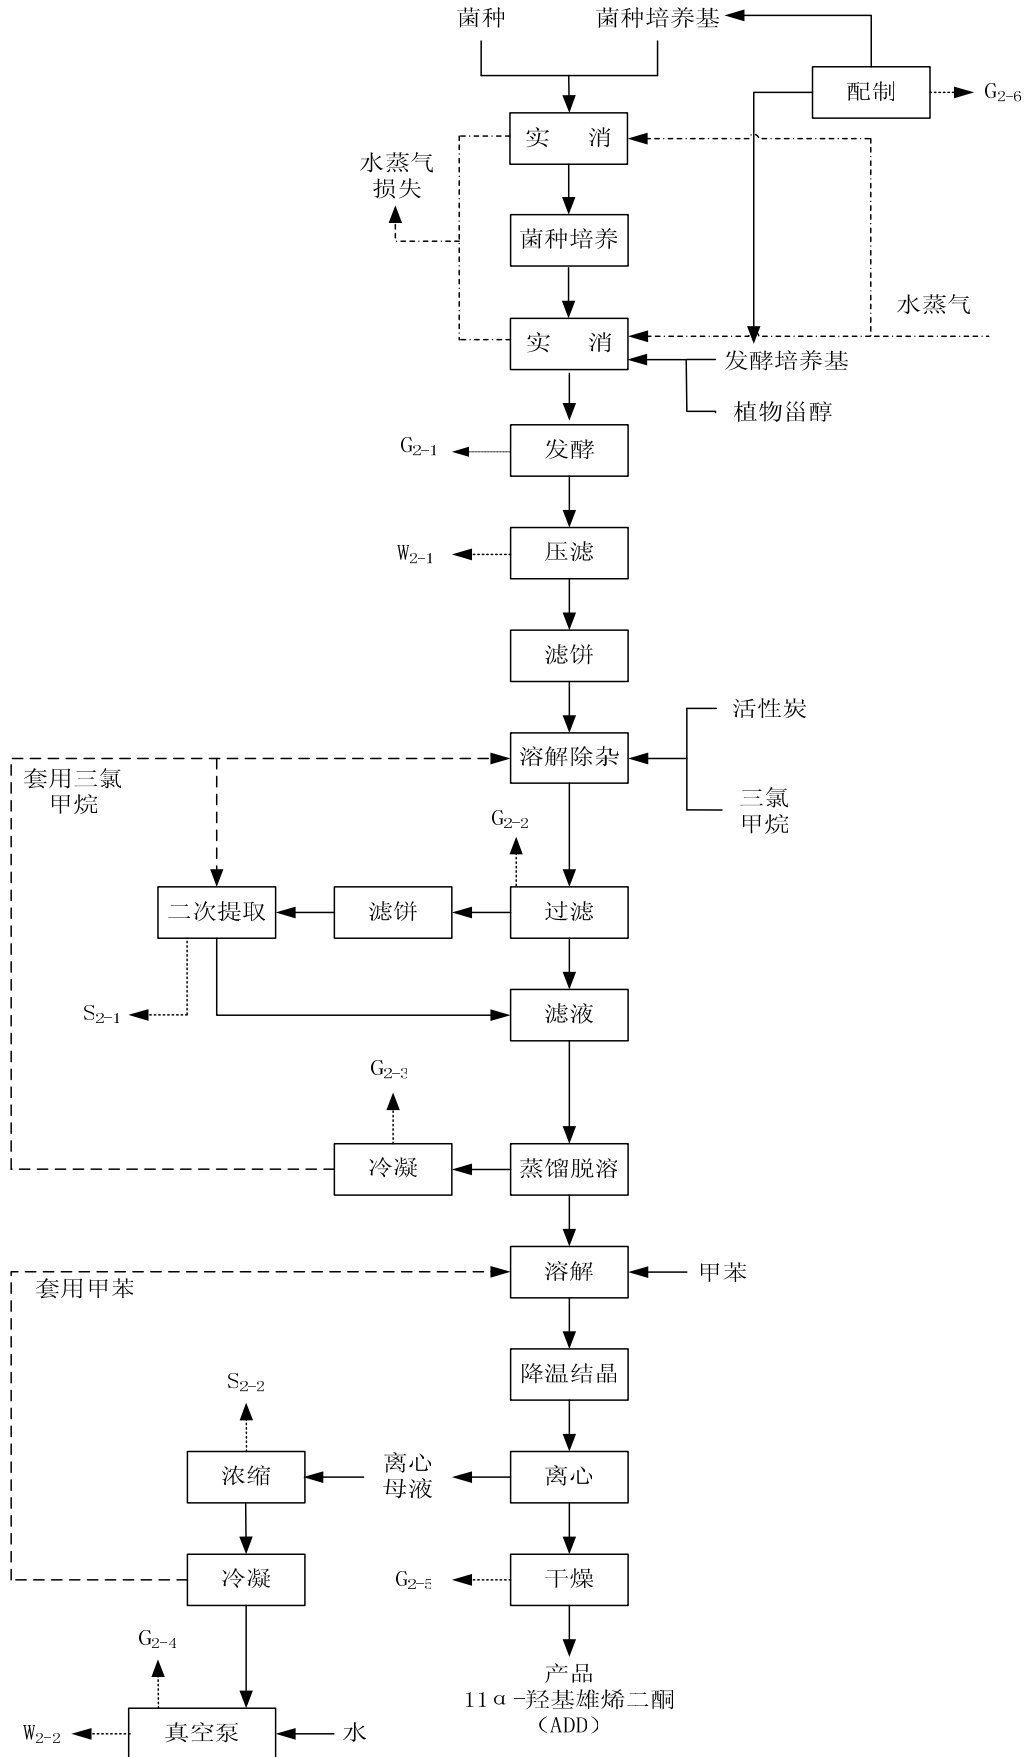 菌种
菌种培养基
配制
G2-6
实 消
水蒸气
损失
菌种培养
水蒸气
实 消
发酵培养基
植物甾醇
G2-1
发酵
W2-1
压滤
滤饼
活性炭
溶解除杂
套用三氯
甲烷
三氯
甲烷
G2-2
二次提取
滤饼
过滤
S2-1
滤液
G2-3
冷凝
蒸馏脱溶
溶解
甲苯
套用甲苯
降温结晶
S2-2
浓缩
离心
母液
离心
冷凝
G2-5
干燥
G2-4
产品
11α-羟基雄烯二酮
（ADD）
W2-2
真空泵
水